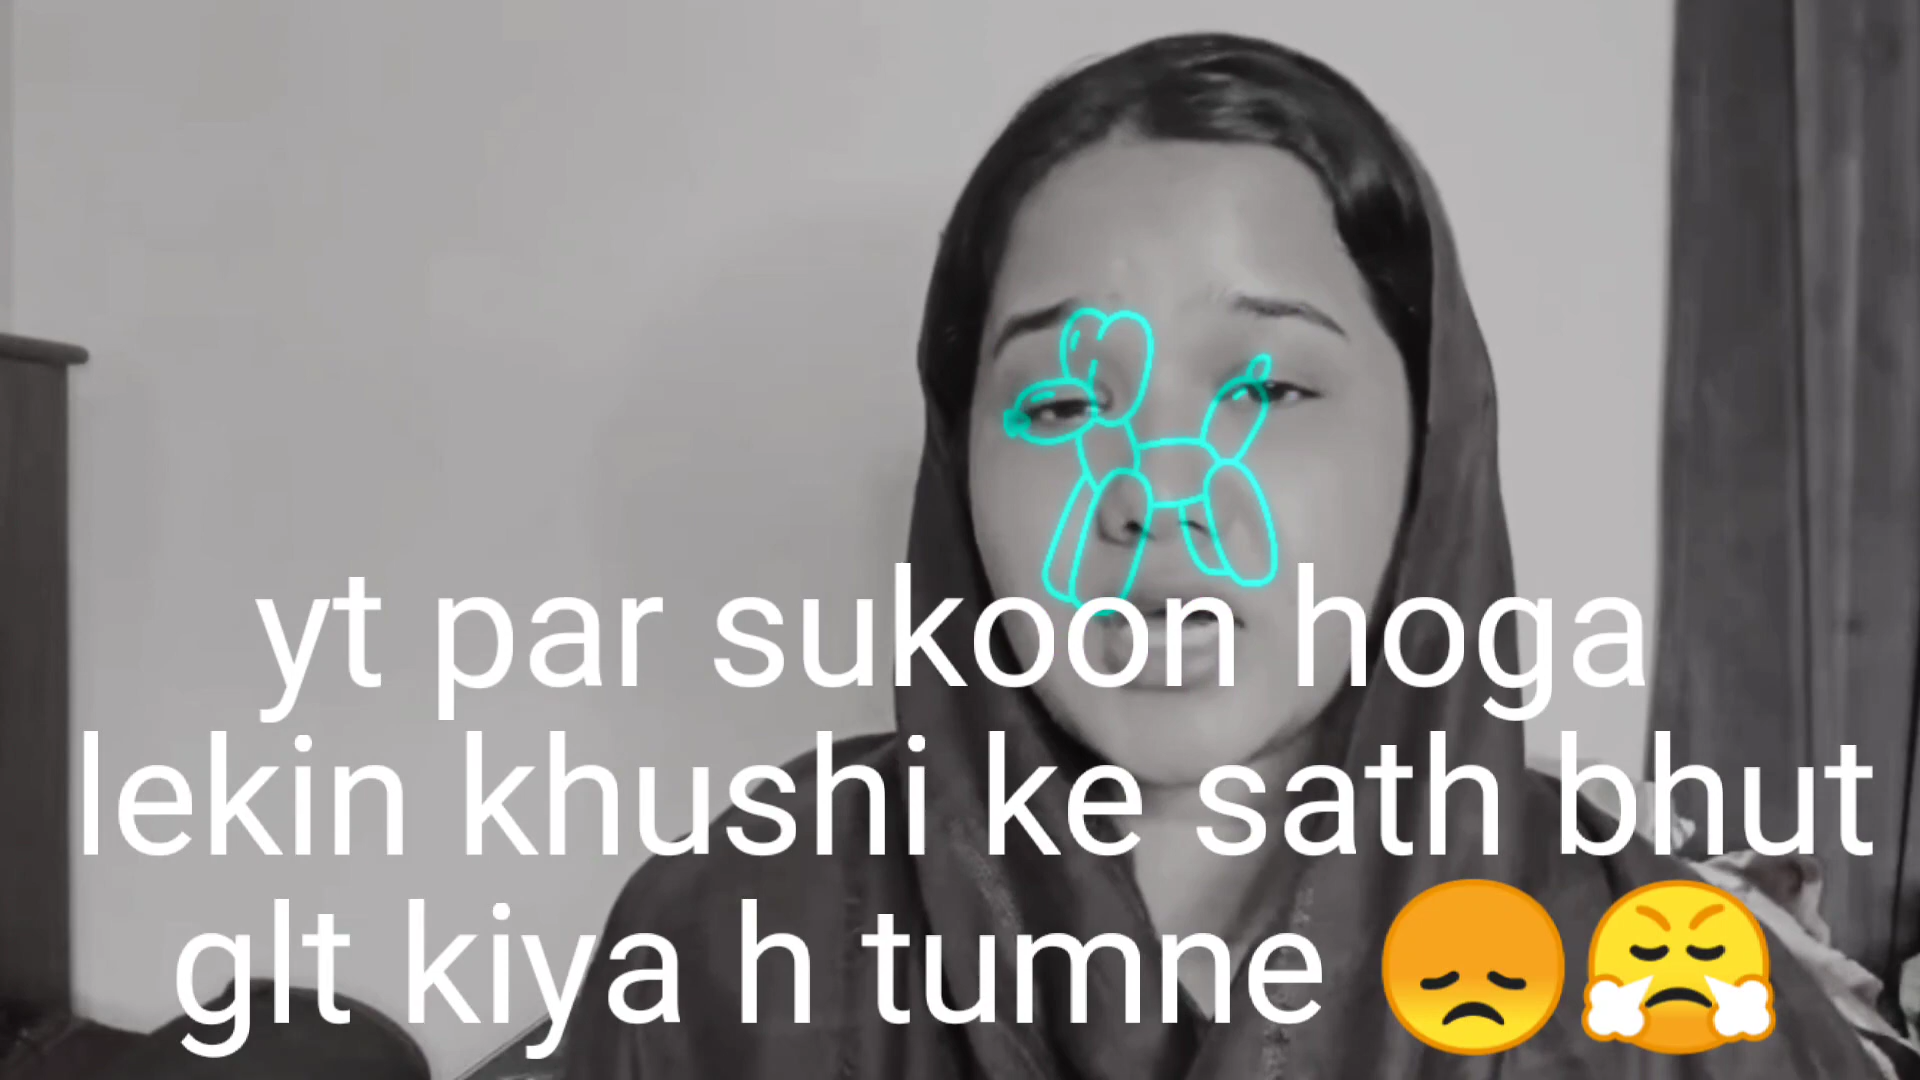 yt par sukoon hoga
lekin khushi ke sath bhut
glt kiya h tumne 😞😤